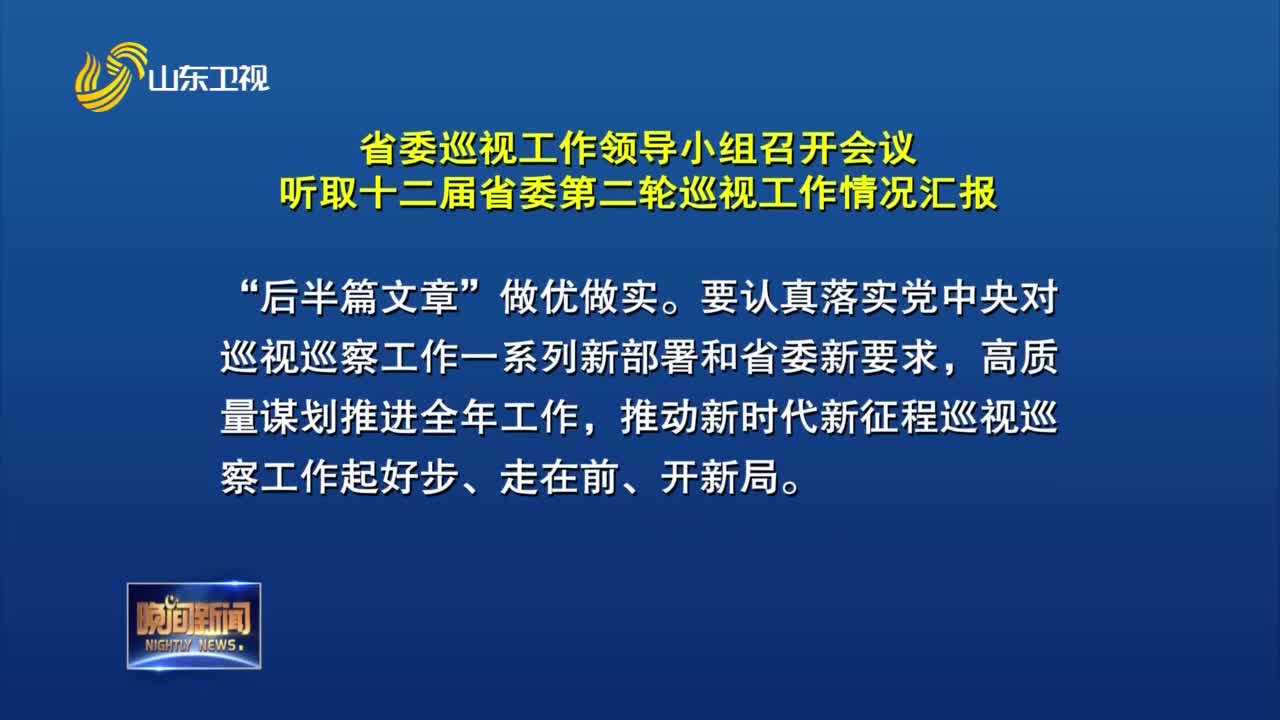 山东卫视
省委巡视工作领导小组召开会议
听取十二届省委第二轮巡视工作情况汇报
“后半篇文章”做优做实。要认真落实党中央对
巡视巡察工作一系列新部署和省委新要求，高质
量谋划推进全年工作，推动新时代新征程巡视巡
察工作起好步、走在前、开新局。
晚间新闻
NIGHTLY NEWS